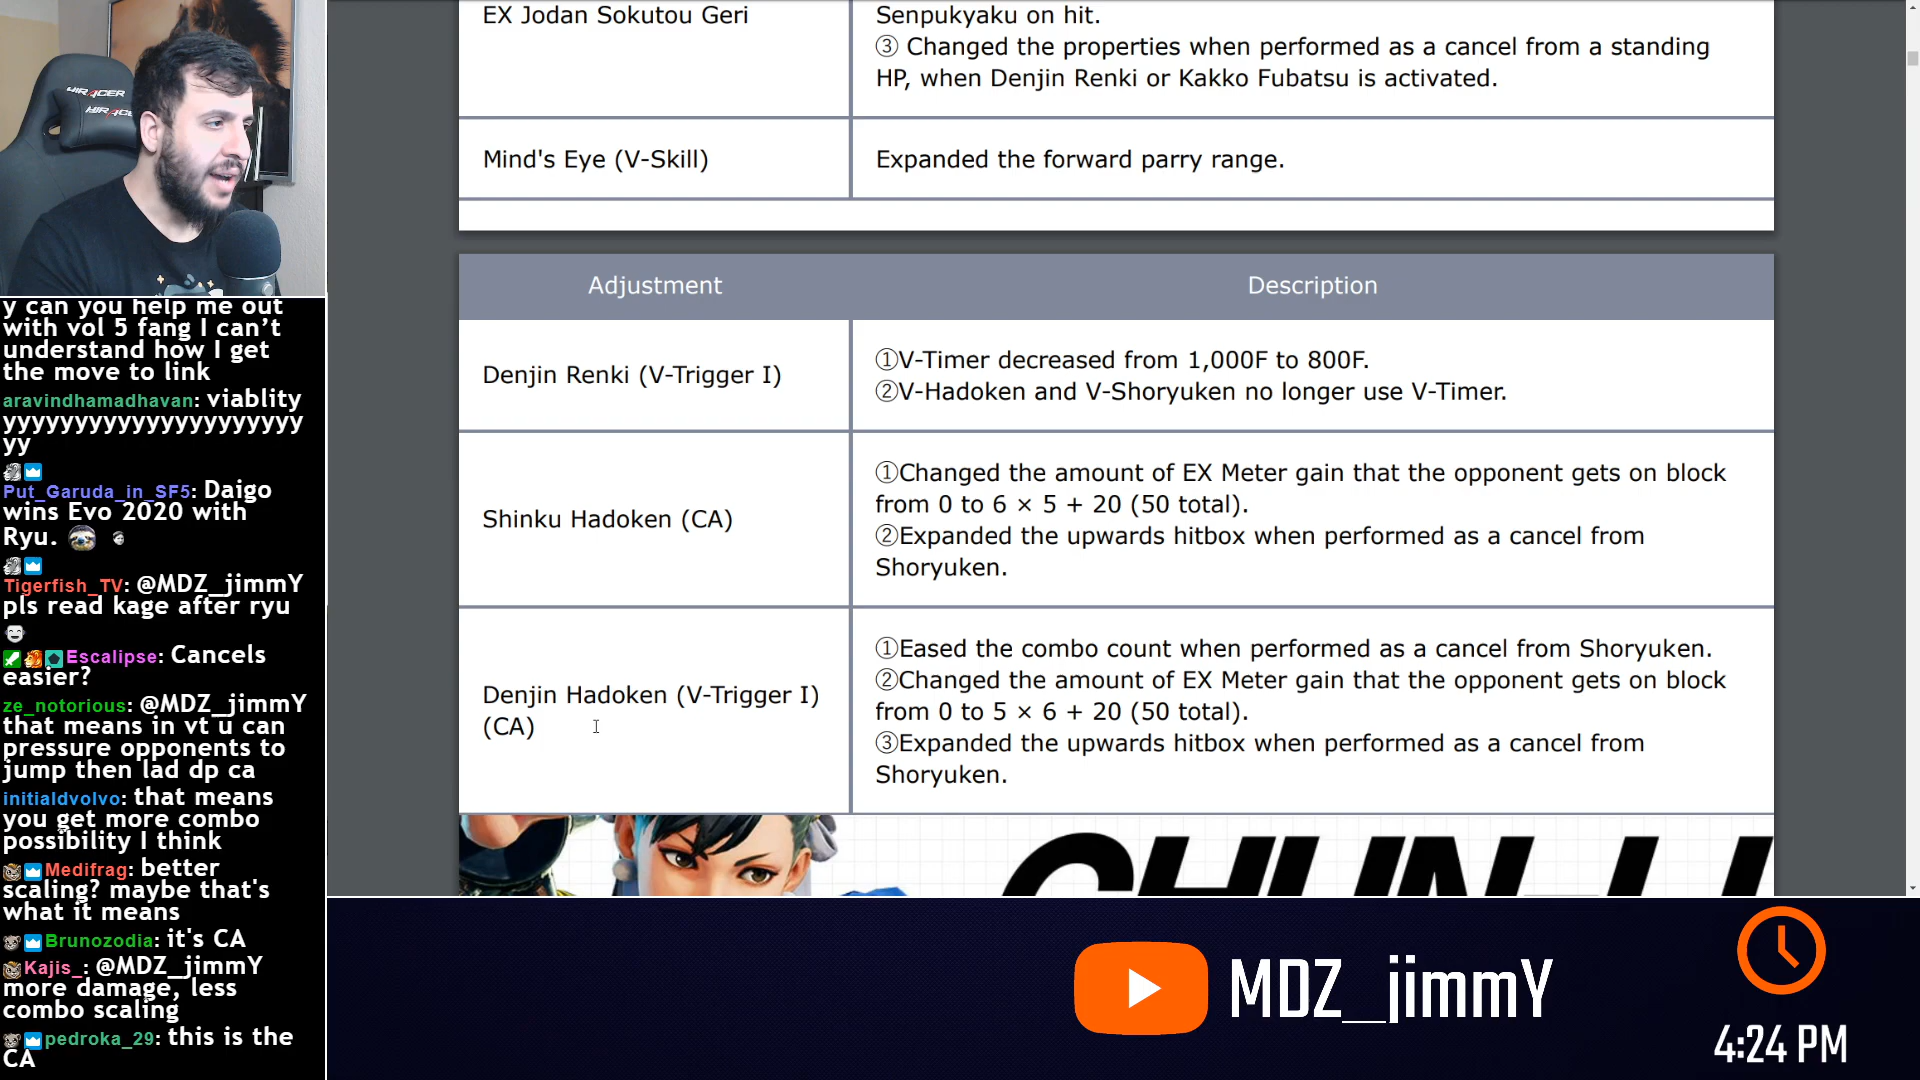 HIRACER
EX Jodan Sokutou Geri
Senpukyaku on hit.
③ Changed the properties when performed as a cancel from a standing
HP, when Denjin Renki or Kakko Fubatsu is activated.
Mind's Eye (V-Skill)
Expanded the forward parry range.
Adjustment
Description
Denjin Renki (V-Trigger I)
①V-Timer decreased from 1,000F to 800F.
②V-Hadoken and V-Shoryuken no longer use V-Timer.
Shinku Hadoken (CA)
①Changed the amount of EX Meter gain that the opponent gets on block
from 0 to 6 × 5 + 20 (50 total).
②Expanded the upwards hitbox when performed as a cancel from
Shoryuken.
Denjin Hadoken (V-Trigger I)
(CA)
①Eased the combo count when performed as a cancel from Shoryuken.
②Changed the amount of EX Meter gain that the opponent gets on block
from 0 to 5 × 6 + 20 (50 total).
③Expanded the upwards hitbox when performed as a cancel from
Shoryuken.
CHUN-LI
y can you help me out
with vol 5 fang I can't
understand how I get
the move to link
aravindhamadhavan: viablity
yyyyyyyyyyyyyyyyyyyyy
yy
Put_Garuda_in_SF5: Daigo
wins Evo 2020 with
Ryu.
Tigerfish_TV: @MDZ_jimmY
pls read kage after ryu
Escalipse: Cancels
easier?
ze_notorious: @MDZ_jimmY
that means in vt u can
pressure opponents to
jump then lad dp ca
initialdvolvo: that means
you get more combo
possibility I think
Medifrag: better
scaling? maybe that's
what it means
Brunozodia: it's CA
Kajis_: @MDZ_jimmY
more damage, less
combo scaling
pedroka_29: this is the
CA
MDZ_jimmY
4:24 PM